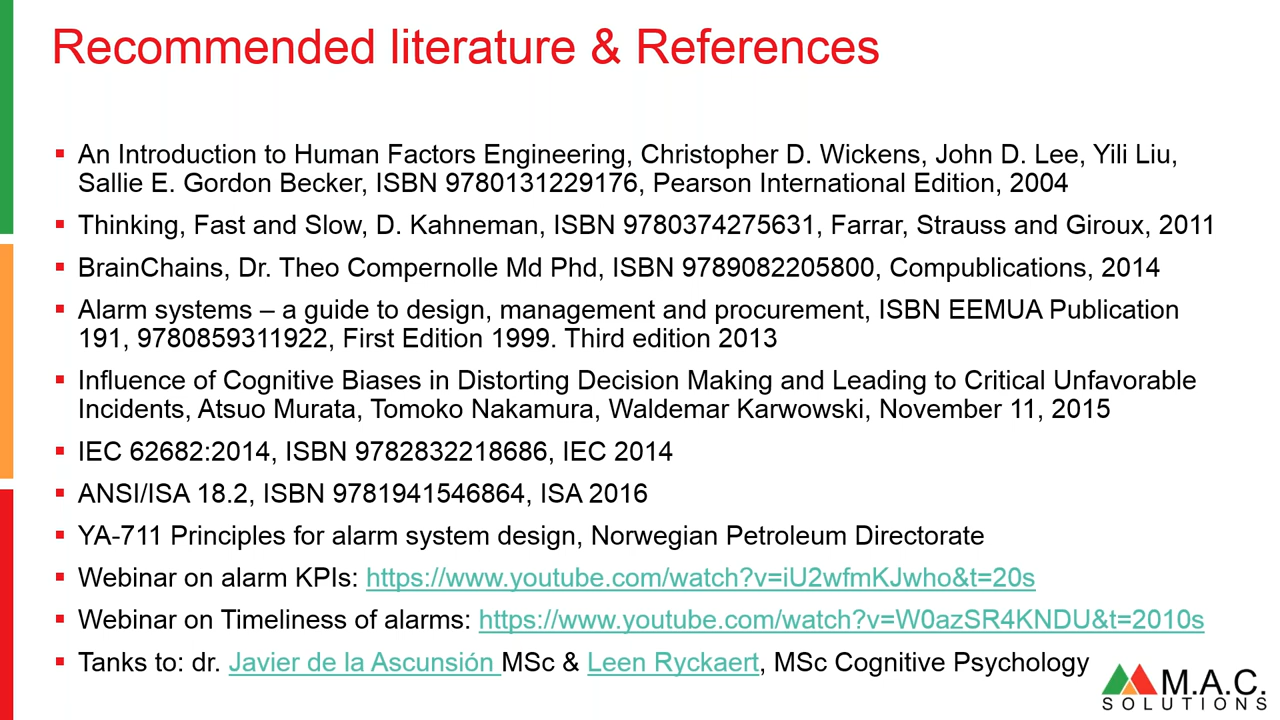 Recommended literature & References
▪ An Introduction to Human Factors Engineering, Christopher D. Wickens, John D. Lee, Yili Liu,
Sallie E. Gordon Becker, ISBN 9780131229176, Pearson International Edition, 2004
▪ Thinking, Fast and Slow, D. Kahneman, ISBN 9780374275631, Farrar, Strauss and Giroux, 2011
▪ BrainChains, Dr. Theo Compernolle Md Phd, ISBN 9789082205800, Compublications, 2014
▪ Alarm systems – a guide to design, management and procurement, ISBN EEMUA Publication
191, 9780859311922, First Edition 1999. Third edition 2013
▪ Influence of Cognitive Biases in Distorting Decision Making and Leading to Critical Unfavorable
Incidents, Atsuo Murata, Tomoko Nakamura, Waldemar Karwowski, November 11, 2015
▪ IEC 62682:2014, ISBN 9782832218686, IEC 2014
▪ ANSI/ISA 18.2, ISBN 9781941546864, ISA 2016
▪ YA-711 Principles for alarm system design, Norwegian Petroleum Directorate
▪ Webinar on alarm KPIs: https://www.youtube.com/watch?v=iU2wfmKJwho&t=20s
▪ Webinar on Timeliness of alarms: https://www.youtube.com/watch?v=W0azSR4KNDU&t=2010s
▪ Tanks to: dr. Javier de la Ascunsión MSc & Leen Ryckaert, MSc Cognitive Psychology
M.A.C.
SOLUTIONS